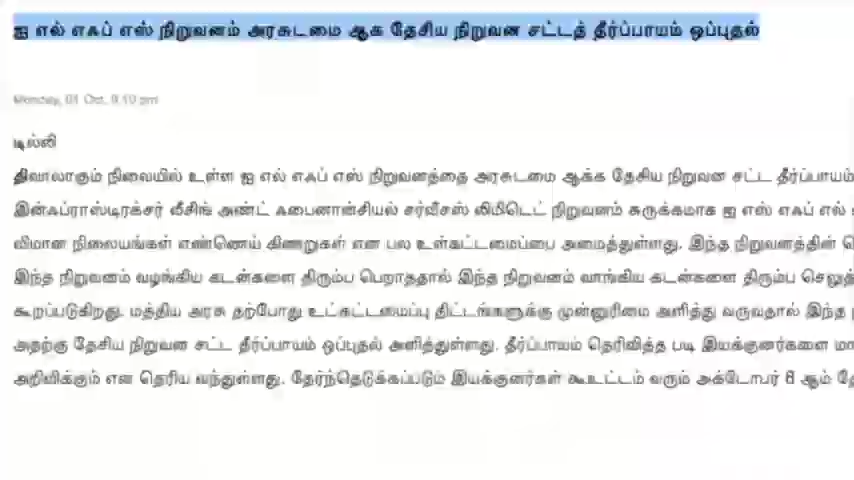 ஐ எல் எஃப் எஸ் நிறுவனம் அரசுடமை ஆக தேசிய நிறுவன சட்டத் தீர்ப்பாயம் ஒப்புதல்
Monday, 01 Oct, 9.10 pm
டில்லி
திவாலாகும் நிலையில் உள்ள ஐ எல் எஃப் எஸ் நிறுவனத்தை அரசுடமை ஆக்க தேசிய நிறுவன சட்ட தீர்ப்பாயம்
இன்ஃப்ராஸ்டிரக்சர் லீசிங் அண்ட் ஃபைனான்சியல் சர்வீசஸ் லிமிடெட் நிறுவனம் சுருக்கமாக ஐ எஸ் எஃப் எல்
விமான நிலையங்கள் எண்ணெய் கிணறுகள் என பல உள்கட்டமைப்பை அமைத்துள்ளது. இந்த நிறுவனத்தின்
இந்த நிறுவனம் வழங்கிய கடன்களை திரும்ப பெறாததால் இந்த நிறுவனம் வாங்கிய கடன்களை திரும்ப
கூறப்படுகிறது. மத்திய அரசு தற்போது உட்கட்டமைப்பு திட்டங்களுக்கு முன்னுரிமை அளித்து வருவதால் இந்த
அதற்கு தேசிய நிறுவன சட்ட தீர்ப்பாயம் ஒப்புதல் அளித்துள்ளது. தீர்ப்பாயம் தெரிவித்த படி இயக்குனர்களை
அறிவிக்கும் என தெரிய வந்துள்ளது. தேர்ந்தெடுக்கப்படும் இயக்குனர்கள் கூட்டம் வரும் அக்டோபர் 8 ஆம்